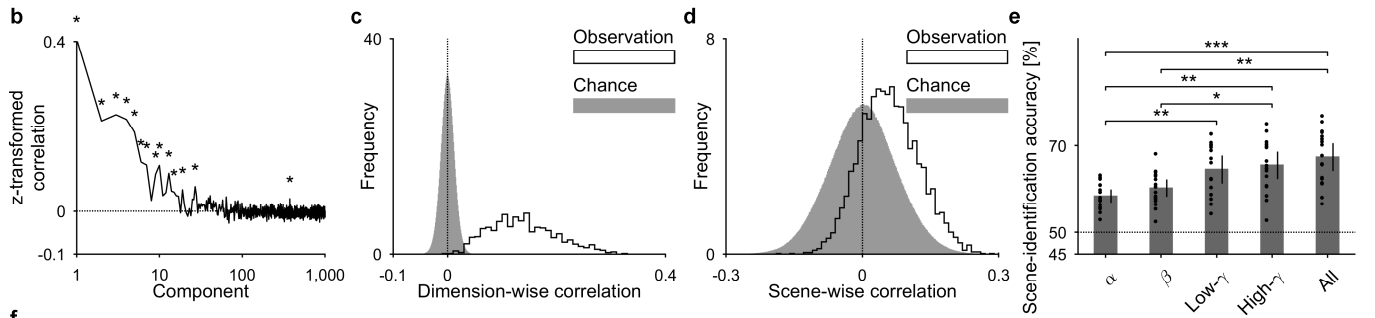 b
*
0.4
* * * * * * * * * * * * * *
z-transformed
correlation
0
-0.1
1
10
100
1,000
Component
c
40
Observation
Chance
Frequency
0
-0.1
0
0.4
Dimension-wise correlation
d
8
Observation
Chance
Frequency
0
-0.3
0
0.3
Scene-wise correlation
e
***
**
**
*
**
Scene-identification accuracy [%]
70
50
45
α
β
Low-γ
High-γ
All
f